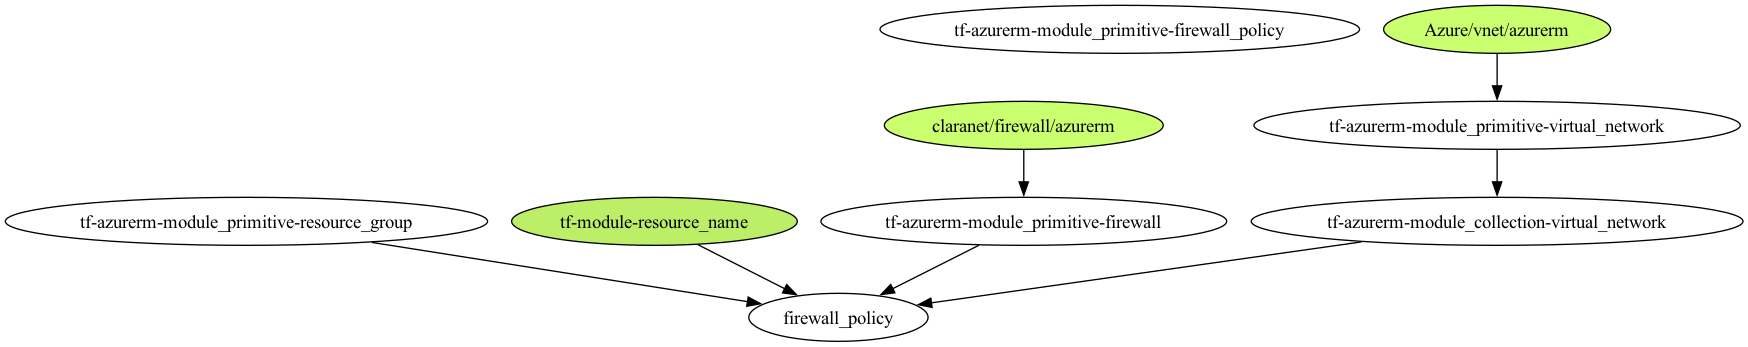 tf-azurerm-module_primitive-firewall_policy
Azure/vnet/azurerm
claranet/firewall/azurerm
tf-azurerm-module_primitive-virtual_network
tf-azurerm-module_primitive-resource_group
tf-module-resource_name
tf-azurerm-module_primitive-firewall
tf-azurerm-module_collection-virtual_network
firewall_policy